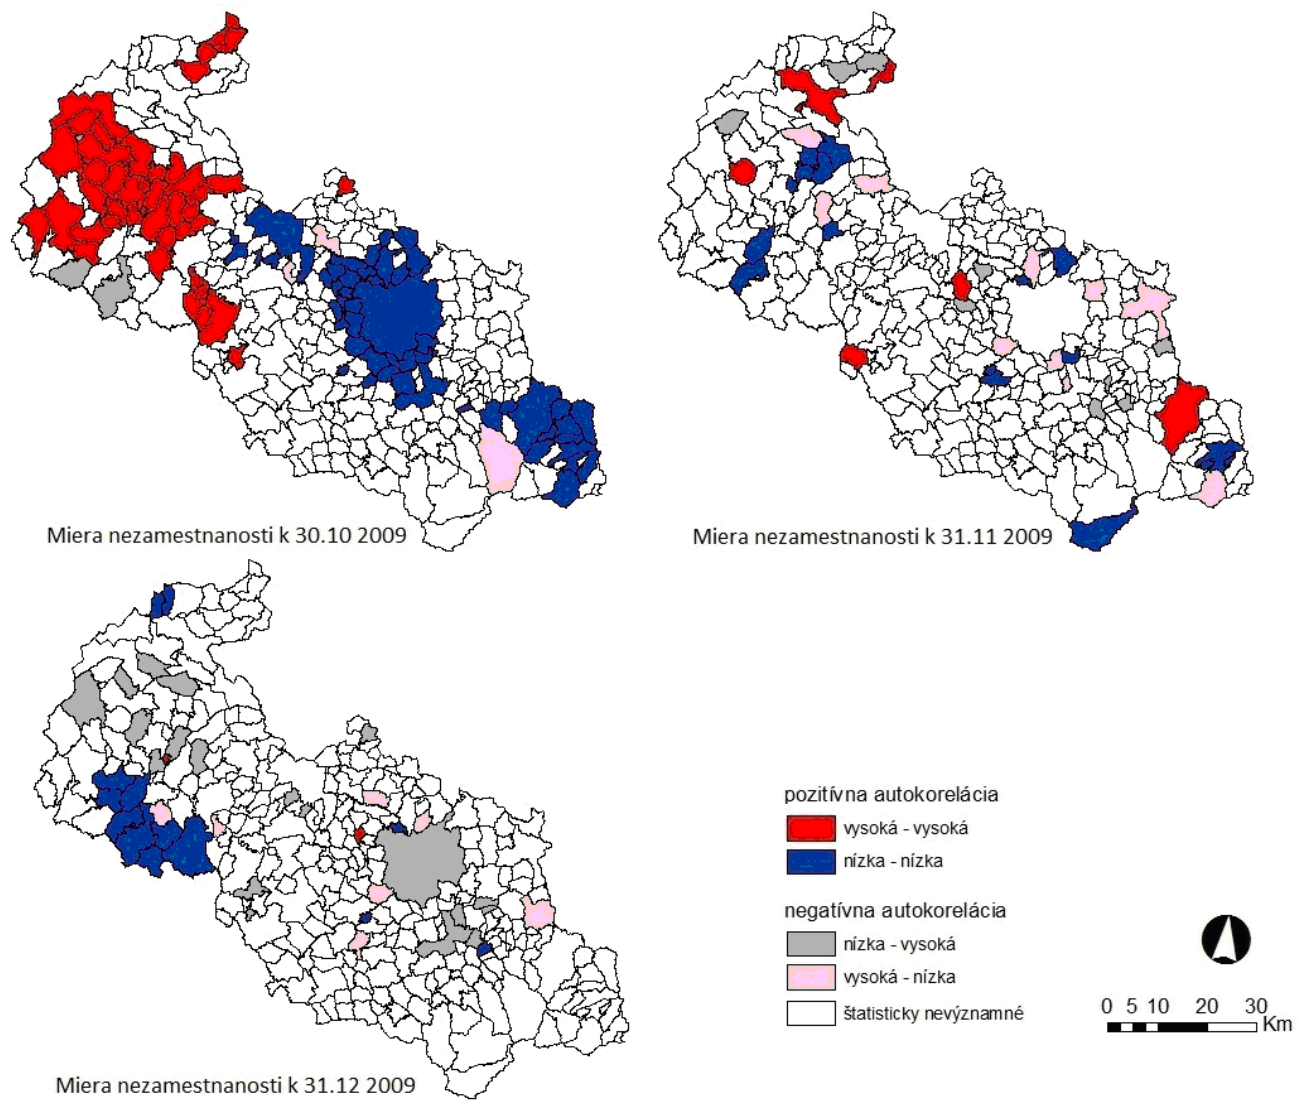 Miera nezamestnanosti k 30.10 2009
Miera nezamestnanosti k 31.11 2009
Miera nezamestnanosti k 31.12 2009
pozitívna autokorelácia
vysoká - vysoká
nízka - nízka
negatívna autokorelácia
nízka - vysoká
vysoká - nízka
štatisticky nevýznamné
0 5 10 20 30
Km